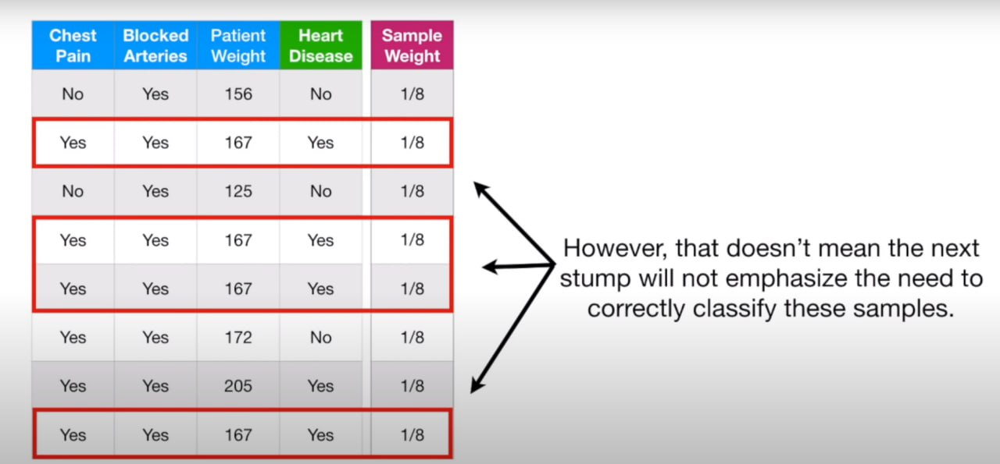 Chest Pain Blocked Arteries Patient Weight Heart Disease Sample Weight
No Yes 156 No 1/8
Yes Yes 167 Yes 1/8
No Yes 125 No 1/8
Yes Yes 167 Yes 1/8
Yes Yes 167 Yes 1/8
Yes Yes 172 No 1/8
Yes Yes 205 Yes 1/8
Yes Yes 167 Yes 1/8
However, that doesn't mean the next
stump will not emphasize the need to
correctly classify these samples.